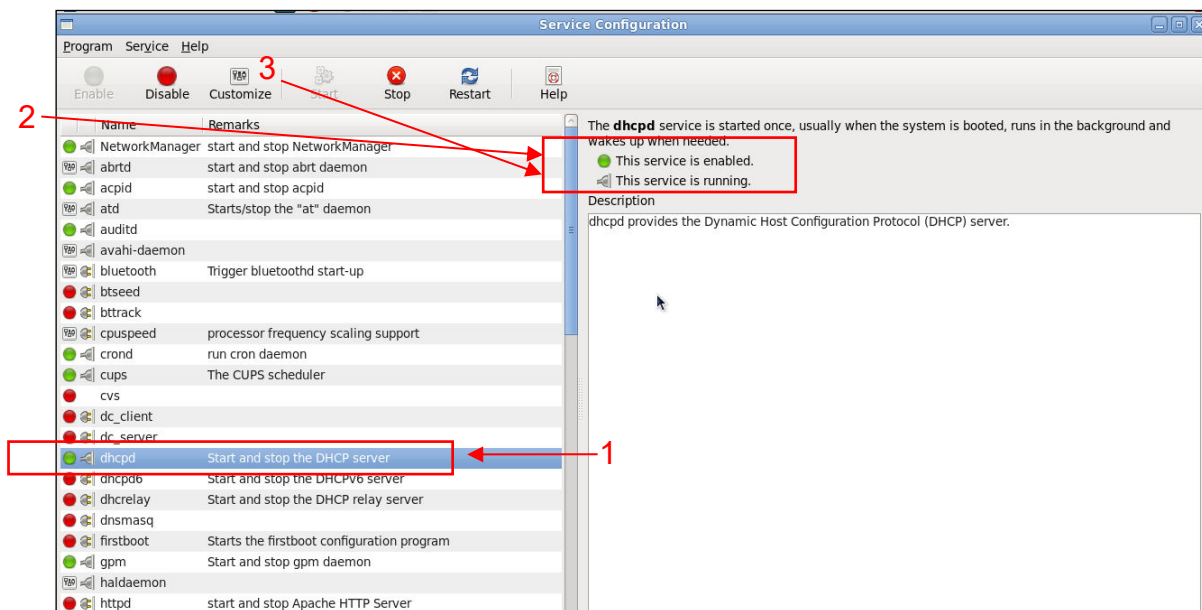 Service Configuration
Program Service Help
Enable Disable Customize Start Stop Restart Help
3
2
1
Name Remarks
NetworkManager start and stop NetworkManager
abrtd start and stop abrt daemon
acpid start and stop acpid
atd Starts/stop the "at" daemon
auditd
avahi-daemon
bluetooth Trigger bluetoothd start-up
btseed
bttrack
cpuspeed processor frequency scaling support
crond run cron daemon
cups The CUPS scheduler
cvs
dc_client
dc_server
dhcpd Start and stop the DHCP server
dhcpd6 Start and stop the DHCPv6 server
dhcrelay Start and stop the DHCP relay server
dnsmasq
firstboot Starts the firstboot configuration program
gpm Start and stop gpm daemon
haldaemon
httpd start and stop Apache HTTP Server
The dhcpd service is started once, usually when the system is booted, runs in the background and
wakes up when needed.
This service is enabled.
This service is running.
Description
dhcpd provides the Dynamic Host Configuration Protocol (DHCP) server.